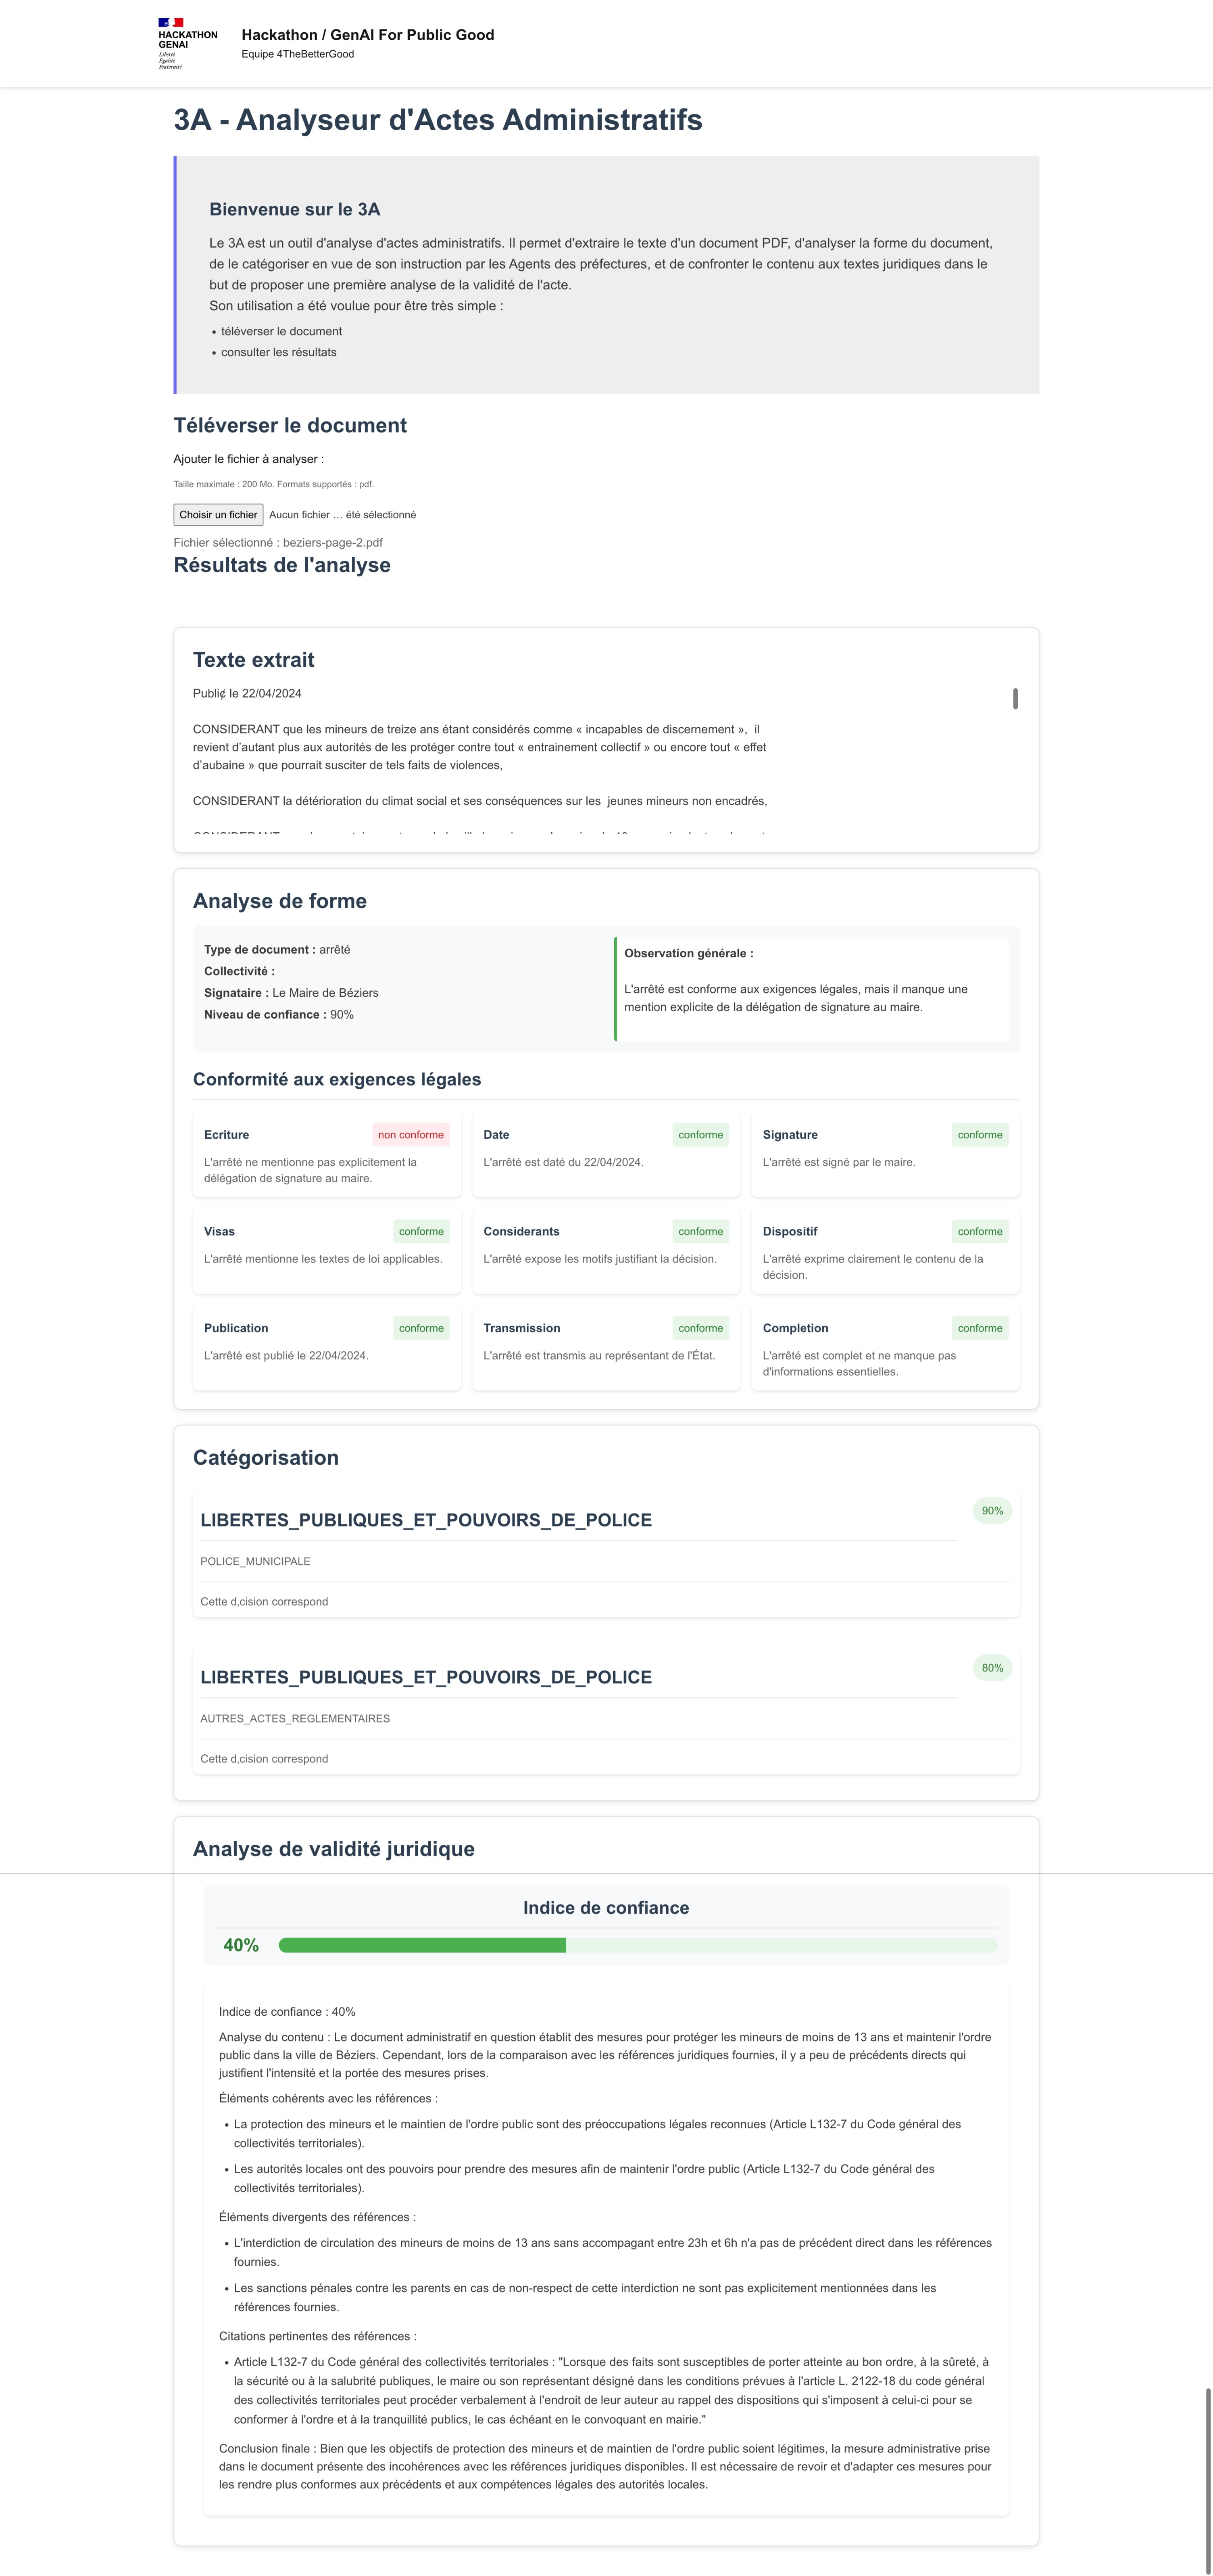 HACKATHON
GENAI
Liberté
Égalité
Fraternité
Hackathon / GenAI For Public Good
Equipe 4TheBetterGood
3A - Analyseur d'Actes Administratifs
Bienvenue sur le 3A
Le 3A est un outil d'analyse d'actes administratifs. Il permet d'extraire le texte d'un document PDF, d'analyser la forme du document,
de le catégoriser en vue de son instruction par les Agents des préfectures, et de confronter le contenu aux textes juridiques dans le
but de proposer une première analyse de la validité de l'acte.
Son utilisation a été voulue pour être très simple :
• téléverser le document
• consulter les résultats
Téléverser le document
Ajouter le fichier à analyser :
Taille maximale : 200 Mo. Formats supportés : pdf.
Choisir un fichier Aucun fichier … été sélectionné
Fichier sélectionné : beziers-page-2.pdf
Résultats de l'analyse
Texte extrait
Publi¢ le 22/04/2024
CONSIDERANT que les mineurs de treize ans étant considérés comme « incapables de discernement », il
revient d'autant plus aux autorités de les protéger contre tout « entrainement collectif » ou encore tout « effet
d'aubaine » que pourrait susciter de tels faits de violences,
CONSIDERANT la détérioration du climat social et ses conséquences sur les jeunes mineurs non encadrés,
Analyse de forme
Type de document : arrêté
Collectivité :
Signataire : Le Maire de Béziers
Niveau de confiance : 90%
Observation générale :
L'arrêté est conforme aux exigences légales, mais il manque une
mention explicite de la délégation de signature au maire.
Conformité aux exigences légales
Ecriture non conforme
L'arrêté ne mentionne pas explicitement la
délégation de signature au maire.
Date conforme
L'arrêté est daté du 22/04/2024.
Signature conforme
L'arrêté est signé par le maire.
Visas conforme
L'arrêté mentionne les textes de loi applicables.
Considerants conforme
L'arrêté expose les motifs justifiant la décision.
Dispositif conforme
L'arrêté exprime clairement le contenu de la
décision.
Publication conforme
L'arrêté est publié le 22/04/2024.
Transmission conforme
L'arrêté est transmis au représentant de l'État.
Completion conforme
L'arrêté est complet et ne manque pas
d'informations essentielles.
Catégorisation
LIBERTES_PUBLIQUES_ET_POUVOIRS_DE_POLICE 90%
POLICE_MUNICIPALE
Cette d,cision correspond
LIBERTES_PUBLIQUES_ET_POUVOIRS_DE_POLICE 80%
AUTRES_ACTES_REGLEMENTAIRES
Cette d,cision correspond
Analyse de validité juridique
Indice de confiance
40%
Indice de confiance : 40%
Analyse du contenu : Le document administratif en question établit des mesures pour protéger les mineurs de moins de 13 ans et maintenir l'ordre
public dans la ville de Béziers. Cependant, lors de la comparaison avec les références juridiques fournies, il y a peu de précédents directs qui
justifient l'intensité et la portée des mesures prises.
Éléments cohérents avec les références :
• La protection des mineurs et le maintien de l'ordre public sont des préoccupations légales reconnues (Article L132-7 du Code général des
collectivités territoriales).
• Les autorités locales ont des pouvoirs pour prendre des mesures afin de maintenir l'ordre public (Article L132-7 du Code général des
collectivités territoriales).
Éléments divergents des références :
• L'interdiction de circulation des mineurs de moins de 13 ans sans accompagant entre 23h et 6h n'a pas de précédent direct dans les références
fournies.
• Les sanctions pénales contre les parents en cas de non-respect de cette interdiction ne sont pas explicitement mentionnées dans les
références fournies.
Citations pertinentes des références :
• Article L132-7 du Code général des collectivités territoriales : "Lorsque des faits sont susceptibles de porter atteinte au bon ordre, à la sûreté, à
la sécurité ou à la salubrité publiques, le maire ou son représentant désigné dans les conditions prévues à l'article L. 2122-18 du code général
des collectivités territoriales peut procéder verbalement à l'endroit de leur auteur au rappel des dispositions qui s'imposent à celui-ci pour se
conformer à l'ordre et à la tranquillité publics, le cas échéant en le convoquant en mairie."
Conclusion finale : Bien que les objectifs de protection des mineurs et de maintien de l'ordre public soient légitimes, la mesure administrative prise
dans le document présente des incohérences avec les références juridiques disponibles. Il est nécessaire de revoir et d'adapter ces mesures pour
les rendre plus conformes aux précédents et aux compétences légales des autorités locales.